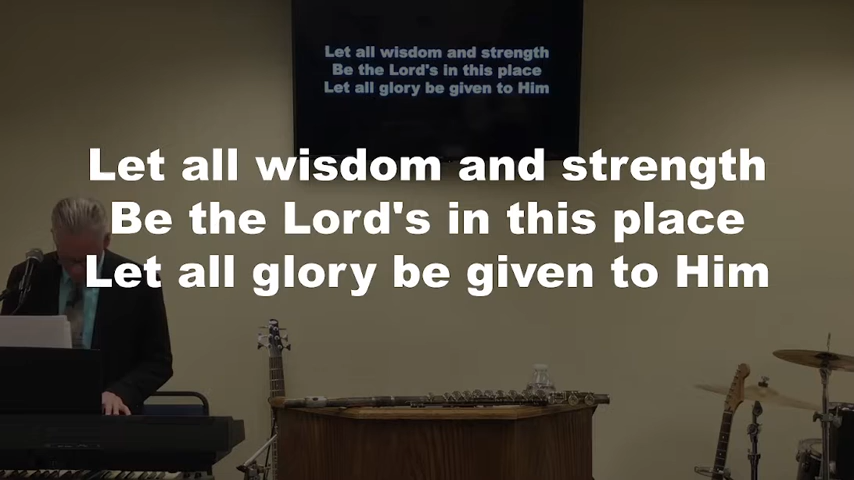 Let all wisdom and strength
Be the Lord's in this place
Let all glory be given to Him
Let all wisdom and strength
Be the Lord's in this place
Let all glory be given to Him